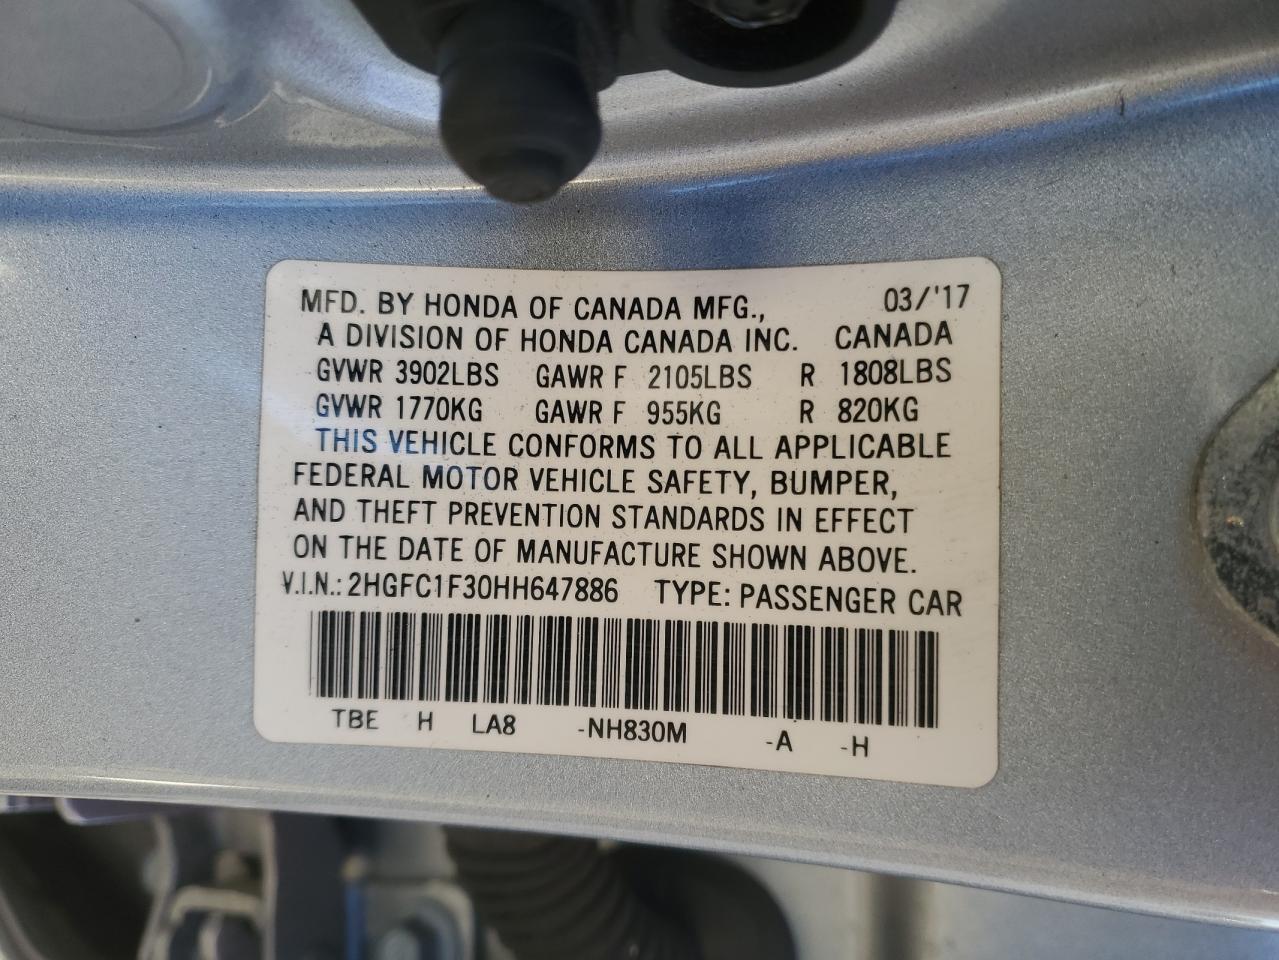 MFD. BY HONDA OF CANADA MFG., 03/'17
A DIVISION OF HONDA CANADA INC. CANADA
GVWR 3902LBS GAWR F 2105LBS R 1808LBS
GVWR 1770KG GAWR F 955KG R 820KG
THIS VEHICLE CONFORMS TO ALL APPLICABLE
FEDERAL MOTOR VEHICLE SAFETY, BUMPER,
AND THEFT PREVENTION STANDARDS IN EFFECT
ON THE DATE OF MANUFACTURE SHOWN ABOVE.
V.I.N.: 2HGFC1F30HH647886 TYPE: PASSENGER CAR
TBE H LA8 -NH830M -A -H